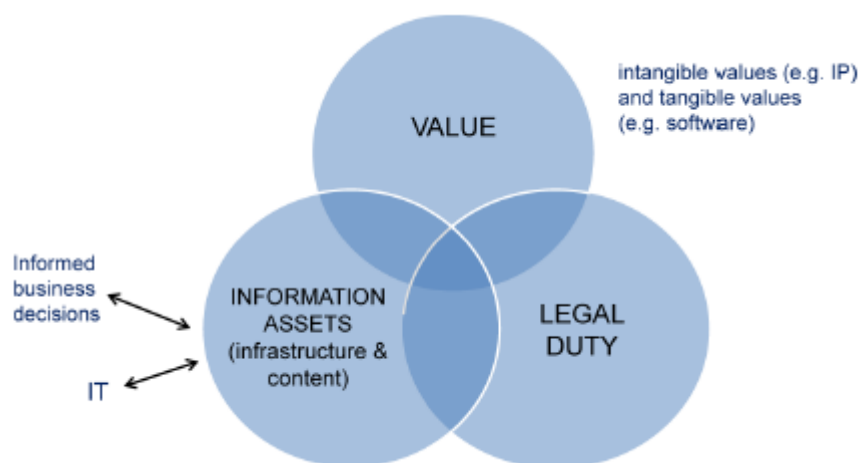 VALUE
intangible values (e.g. IP)
and tangible values
(e.g. software)
Informed
business
decisions
IT
INFORMATION
ASSETS
(infrastructure &
content)
LEGAL
DUTY